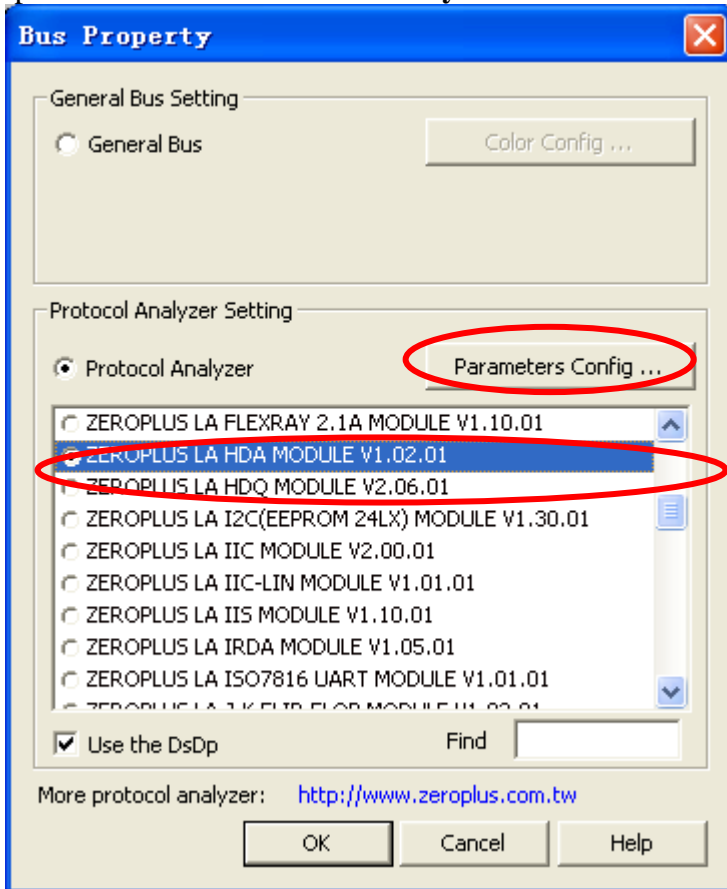 Bus Property
General Bus Setting
General Bus
Color Config ...
Protocol Analyzer Setting
Protocol Analyzer
Parameters Config ...
ZEROPLUS LA FLEXRAY 2.1A MODULE V1.10.01
ZEROPLUS LA HDA MODULE V1.02.01
ZEROPLUS LA HDQ MODULE V2.06.01
ZEROPLUS LA I2C(EEPROM 24LX) MODULE V1.30.01
ZEROPLUS LA IIC MODULE V2.00.01
ZEROPLUS LA IIC-LIN MODULE V1.01.01
ZEROPLUS LA IIS MODULE V1.10.01
ZEROPLUS LA IRDA MODULE V1.05.01
ZEROPLUS LA ISO7816 UART MODULE V1.01.01
Use the DsDp
Find
More protocol analyzer: http://www.zeroplus.com.tw
OK
Cancel
Help